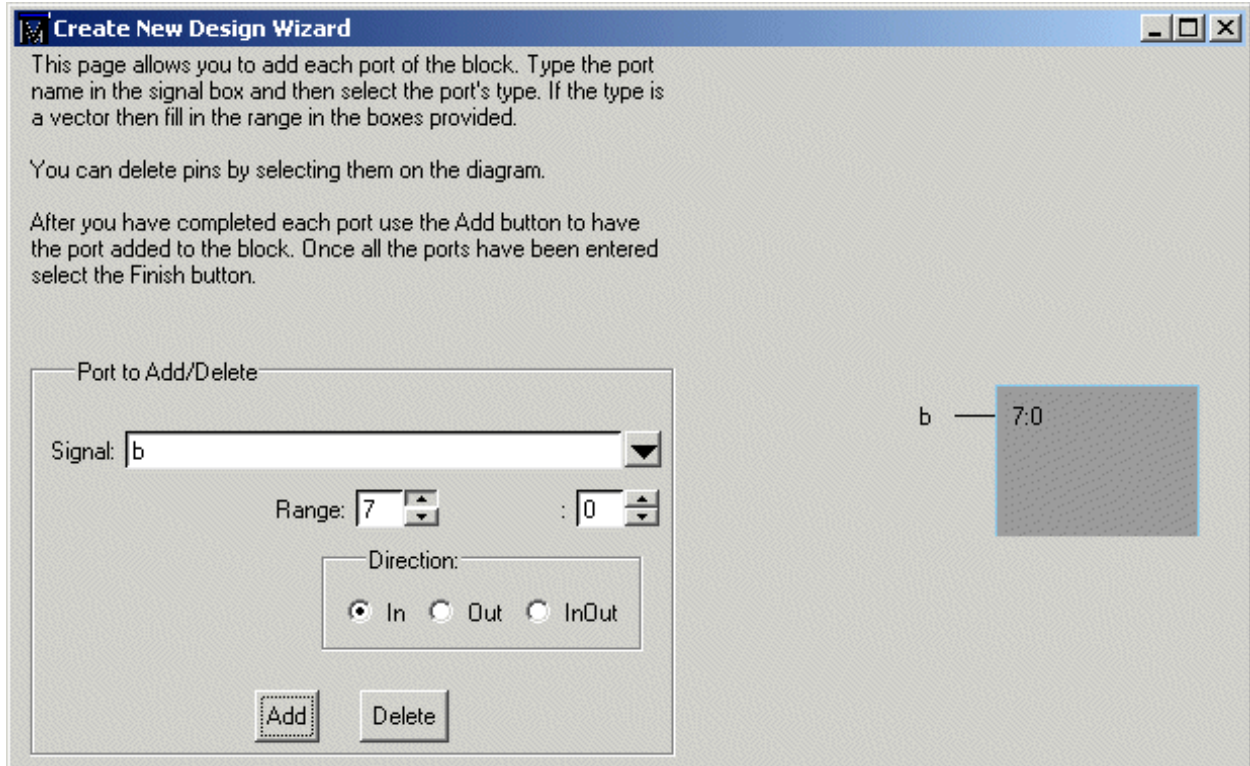 Create New Design Wizard
This page allows you to add each port of the block. Type the port
name in the signal box and then select the port's type. If the type is
a vector then fill in the range in the boxes provided.
You can delete pins by selecting them on the diagram.
After you have completed each port use the Add button to have
the port added to the block. Once all the ports have been entered
select the Finish button.
Port to Add/Delete
Signal: b
Range: 7 : 0
Direction:
In Out InOut
Add Delete
b 7:0